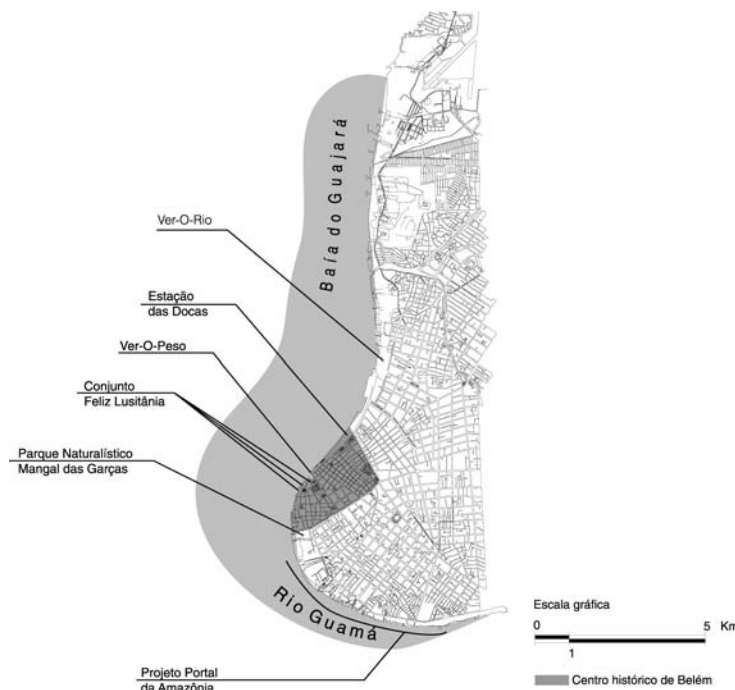 Baía do Guajará
Ver-O-Rio
Estação
das Docas
Ver-O-Peso
Conjunto
Feliz Lusitânia
Parque Naturalístico
Mangal das Garças
Rio Guamá
Projeto Portal
da Amazônia
Escala gráfica
0 5 Km
1
Centro histórico de Belém